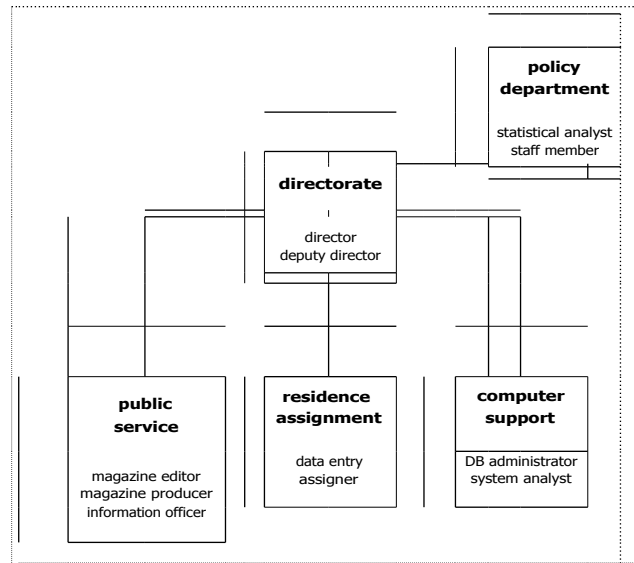 policy
department
statistical analyst
staff member
directorate
director
deputy director
public
service
magazine editor
magazine producer
information officer
residence
assignment
data entry
assigner
computer
support
DB administrator
system analyst